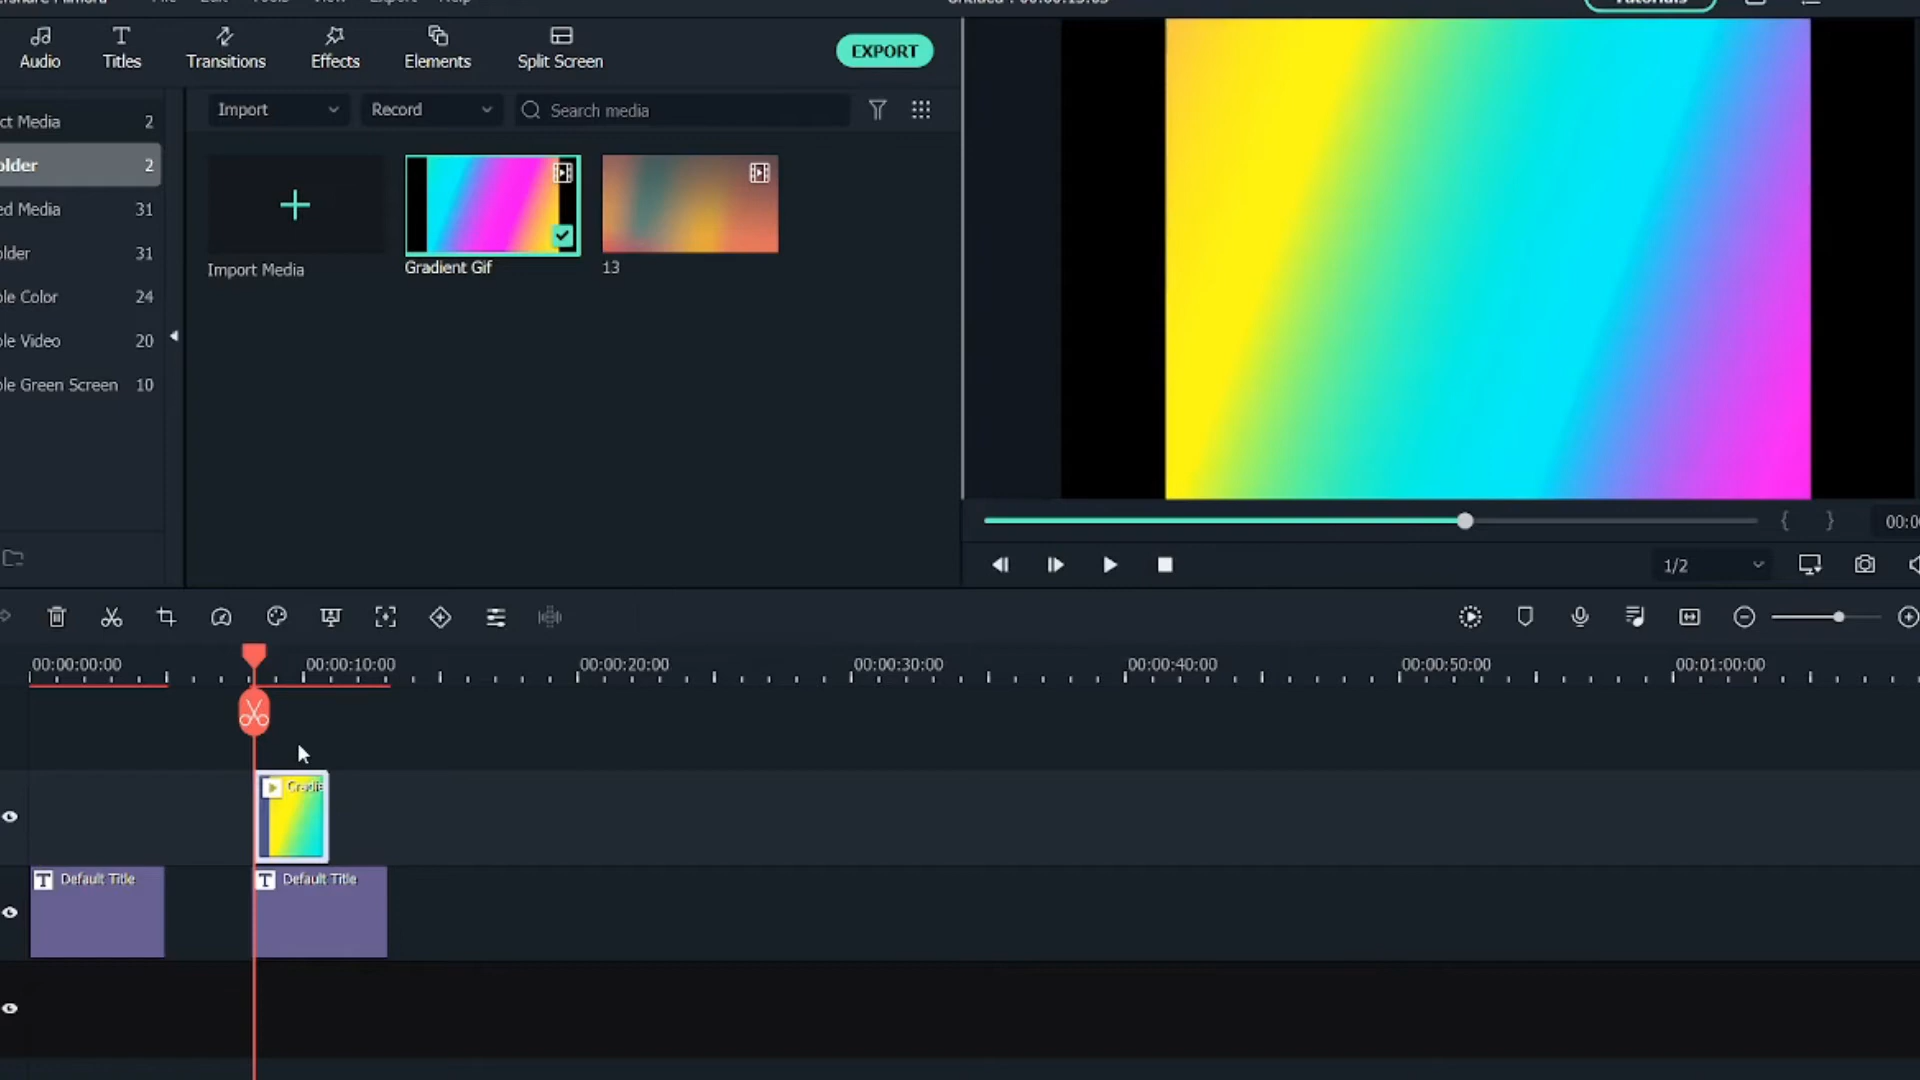 Audio
Titles
Transitions
Effects
Elements
Split Screen
EXPORT
Import
Record
Search media
ct Media 2
older 2
ed Media 31
lder 31
le Color 24
le Video 20
le Green Screen 10
Import Media
Gradient Gif
13
00:0
1/2
00:00:00:00
00:00:10:00
00:00:20:00
00:00:30:00
00:00:40:00
00:00:50:00
00:01:00:00
Gradie
T Default Title
T Default Title